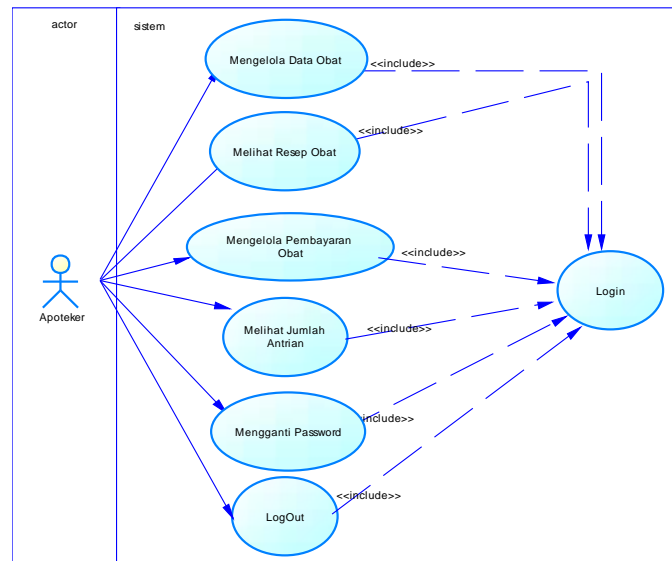 actor
sistem
Mengelola Data Obat
<<include>>
Melihat Resep Obat
<<include>>
Mengelola Pembayaran
Obat
<<include>>
Apoteker
Login
Melihat Jumlah
Antrian
<<include>>
Mengganti Password
include>>
LogOut
<<include>>